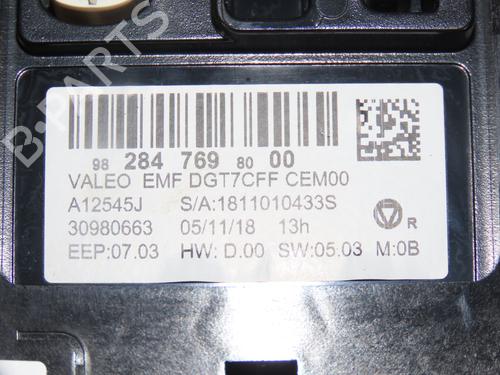 B-PARTS
98 284 769 80 00
VALEO EMF DGT7CFF CEM00
A12545J S/A:1811010433S
30980663 05/11/18 13h R
EEP:07.03 HW: D.00 SW:05.03 M:0B